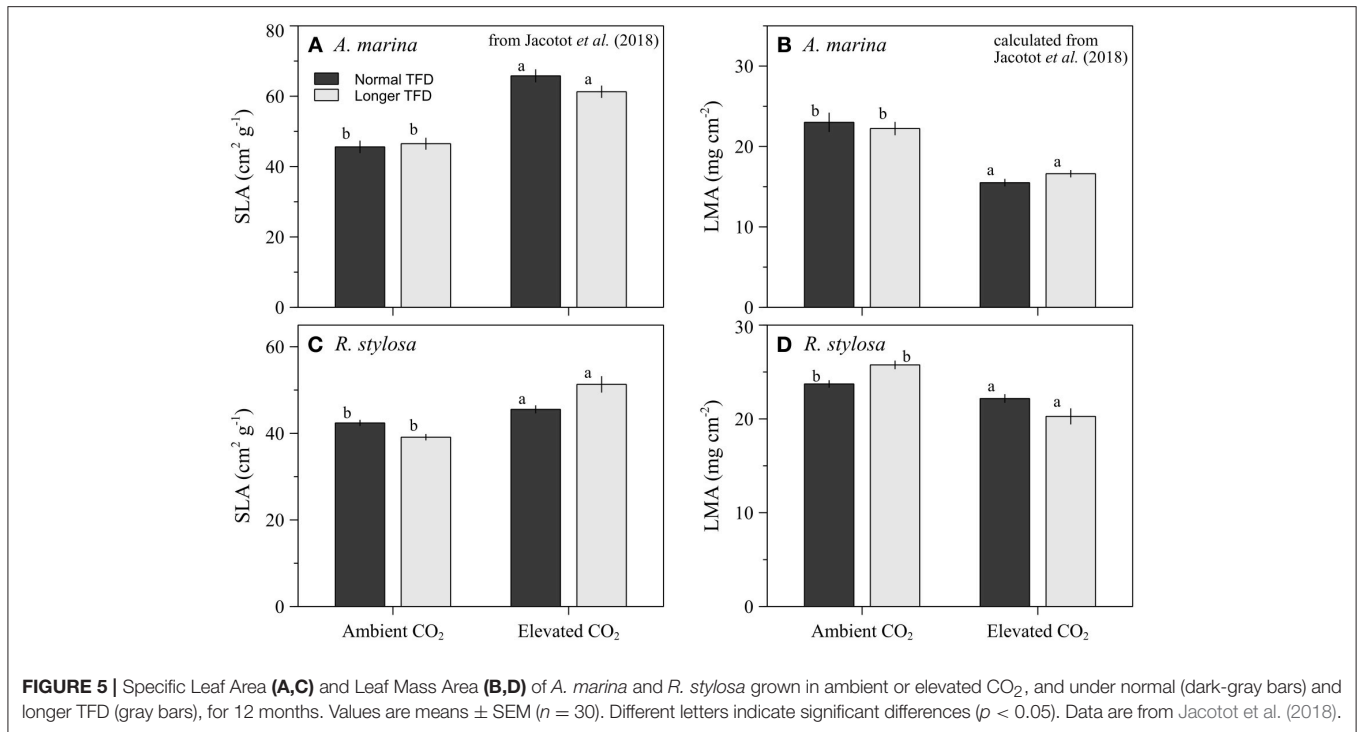 A A. marina from Jacotot et al. (2018)
Normal TFD
Longer TFD
SLA (cm² g⁻¹)
80
60
40
20
0
b b a a
B A. marina calculated from
Jacotot et al. (2018)
LMA (mg cm⁻²)
30
20
10
0
b b a a
C R. stylosa
SLA (cm² g⁻¹)
60
40
20
0
b b a a
Ambient CO₂ Elevated CO₂
D R. stylosa
LMA (mg cm⁻²)
30
20
10
0
b b a a
Ambient CO₂ Elevated CO₂
FIGURE 5 | Specific Leaf Area (A,C) and Leaf Mass Area (B,D) of A. marina and R. stylosa grown in ambient or elevated CO₂, and under normal (dark-gray bars) and
longer TFD (gray bars), for 12 months. Values are means ± SEM (n = 30). Different letters indicate significant differences (p < 0.05). Data are from Jacotot et al. (2018).